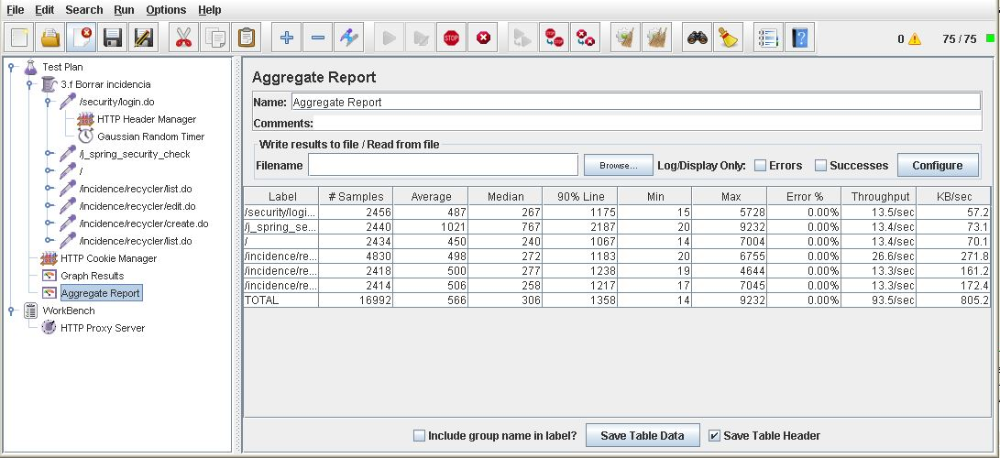 File Edit Search Run Options Help
STOP
0 75 / 75
Test Plan
3.f Borrar incidencia
/security/login.do
HTTP Header Manager
Gaussian Random Timer
/j_spring_security_check
/
/incidence/recycler/list.do
/incidence/recycler/edit.do
/incidence/recycler/create.do
/incidence/recycler/list.do
HTTP Cookie Manager
Graph Results
Aggregate Report
WorkBench
HTTP Proxy Server
Aggregate Report
Name: Aggregate Report
Comments:
Write results to file / Read from file
Filename Browse... Log/Display Only: Errors Successes Configure
Label # Samples Average Median 90% Line Min Max Error % Throughput KB/sec
/security/logi... 2456 487 267 1175 15 5728 0.00% 13.5/sec 57.2
/j_spring_se... 2440 1021 767 2187 20 9232 0.00% 13.4/sec 73.1
/ 2434 450 240 1067 14 7004 0.00% 13.4/sec 70.1
/incidence/re... 4830 498 272 1183 20 6755 0.00% 26.6/sec 271.8
/incidence/re... 2418 500 277 1238 19 4644 0.00% 13.3/sec 161.2
/incidence/re... 2414 506 258 1217 17 7045 0.00% 13.3/sec 172.4
TOTAL 16992 566 306 1358 14 9232 0.00% 93.5/sec 805.2
Include group name in label? Save Table Data Save Table Header